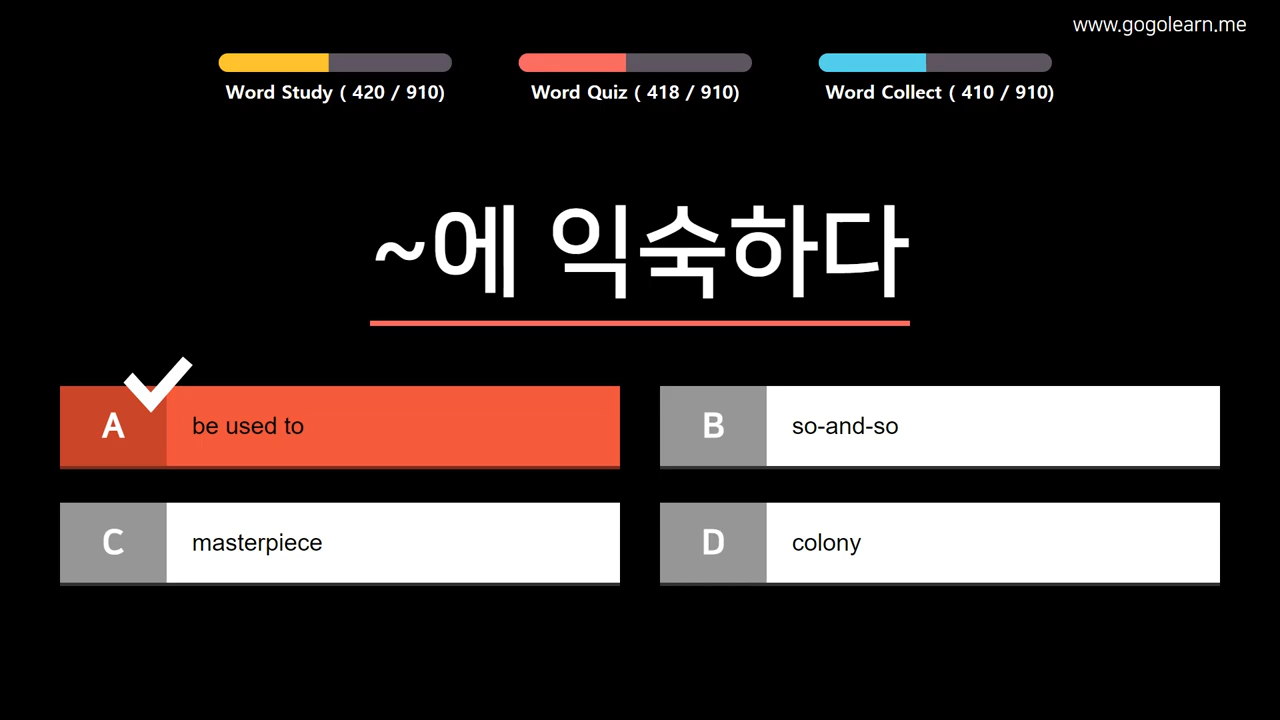 www.gogolearn.me
Word Study ( 420 / 910)
Word Quiz ( 418 / 910)
Word Collect ( 410 / 910)
~에 익숙하다
A be used to
B so-and-so
C masterpiece
D colony